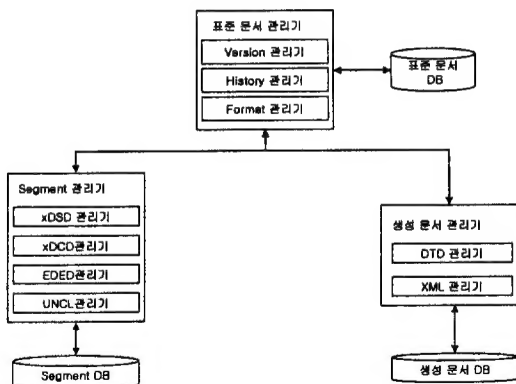 표준 문서 관리기
Version 관리기
History 관리기
Format 관리기
표준 문서
DB
Segment 관리기
xDSD 관리기
xDCD관리기
EDED관리기
UNCL관리기
Segment DB
생성 문서 관리기
DTD 관리기
XML 관리기
생성 문서 DB